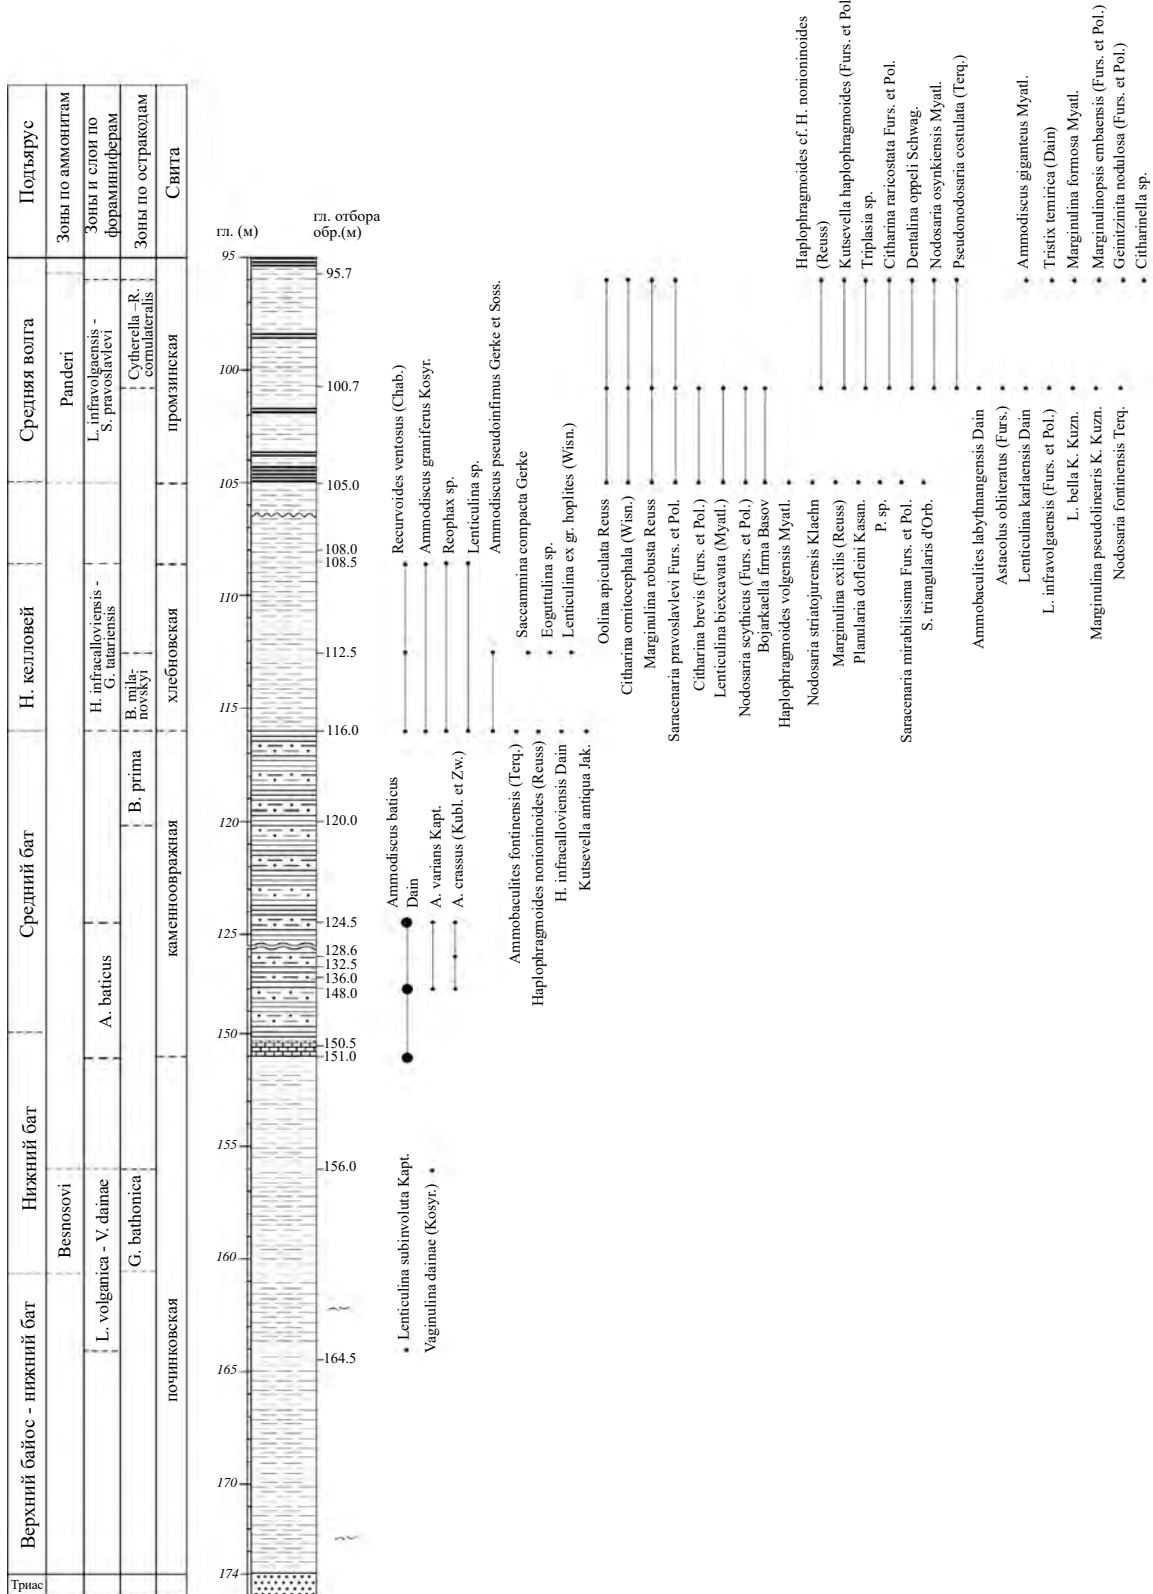 Подъярус
Зоны по аммонитам
Зоны и слои по
фораминиферам
Зоны по остракодам
Свита
гл. (м)
гл. отбора
обр.(м)
Средняя волга
Н. келловей
Средний бат
Нижний бат
Верхний байос - нижний бат
Триас
Panderi
Besnosovi
L. infravolgaensis -
S. pravoslavlevi
H. infracalloviensis -
G. tatariensis
A. baticus
L. volganica - V. dainae
Cytherella –R.
cornulateralis
B. mila-
novskyi
B. prima
G. bathonica
промзинская
хлебновская
каменноовражная
починковская
95
100
105
110
115
120
125
150
155
160
165
170
174
95.7
100.7
105.0
108.0
108.5
112.5
116.0
120.0
124.5
128.6
132.5
136.0
148.0
150.5
151.0
156.0
164.5
Lenticulina subinvoluta Kapt.
Vaginulina dainae (Kosyr.)
Ammodiscus baticus
Dain
A. varians Kapt.
A. crassus (Kubl. et Zw.)
Recurvoides ventosus (Chab.)
Ammodiscus graniferus Kosyr.
Reophax sp.
Lenticulina sp.
Ammodiscus pseudoinfimus Gerke et Soss.
Saccammina compacta Gerke
Eoguttulina sp.
Lenticulina ex gr. hoplites (Wisn.)
Ammobaculites fontinensis (Terq.)
Haplophragmoides nonioninoides (Reuss)
H. infracalloviensis Dain
Kutsevella antiqua Jak.
Oolina apiculata Reuss
Citharina ornitocephala (Wisn.)
Marginulina robusta Reuss
Saracenaria pravoslavlevi Furs. et Pol.
Citharina brevis (Furs. et Pol.)
Lenticulina biexcavata (Myatl.)
Nodosaria scythicus (Furs. et Pol.)
Bojarkaella firma Basov
Haplophragmoides volgensis Myatl.
Nodosaria striatojurensis Klaehn
Marginulina exilis (Reuss)
Planularia dofleini Kasan.
P. sp.
Saracenaria mirabilissima Furs. et Pol.
S. triangularis d'Orb.
Haplophragmoides cf. H. nonioninoides
(Reuss)
Kutsevella haplophragmoides (Furs. et Pol
Triplasia sp.
Citharina raricostata Furs. et Pol.
Dentalina oppeli Schwag.
Nodosaria osynkiensis Myatl.
Pseudonodosaria costulata (Terq.)
Ammobaculites labythnangensis Dain
Astacolus obliteratus (Furs.)
Lenticulina karlaensis Dain
L. infravolgaensis (Furs. et Pol.)
L. bella K. Kuzn.
Marginulina pseudolinearis K. Kuzn.
Nodosaria fontinensis Terq.
Ammodiscus giganteus Myatl.
Tristix temirica (Dain)
Marginulina formosa Myatl.
Marginulinopsis embaensis (Furs. et Pol.)
Geinitzinita nodulosa (Furs. et Pol.)
Citharinella sp.